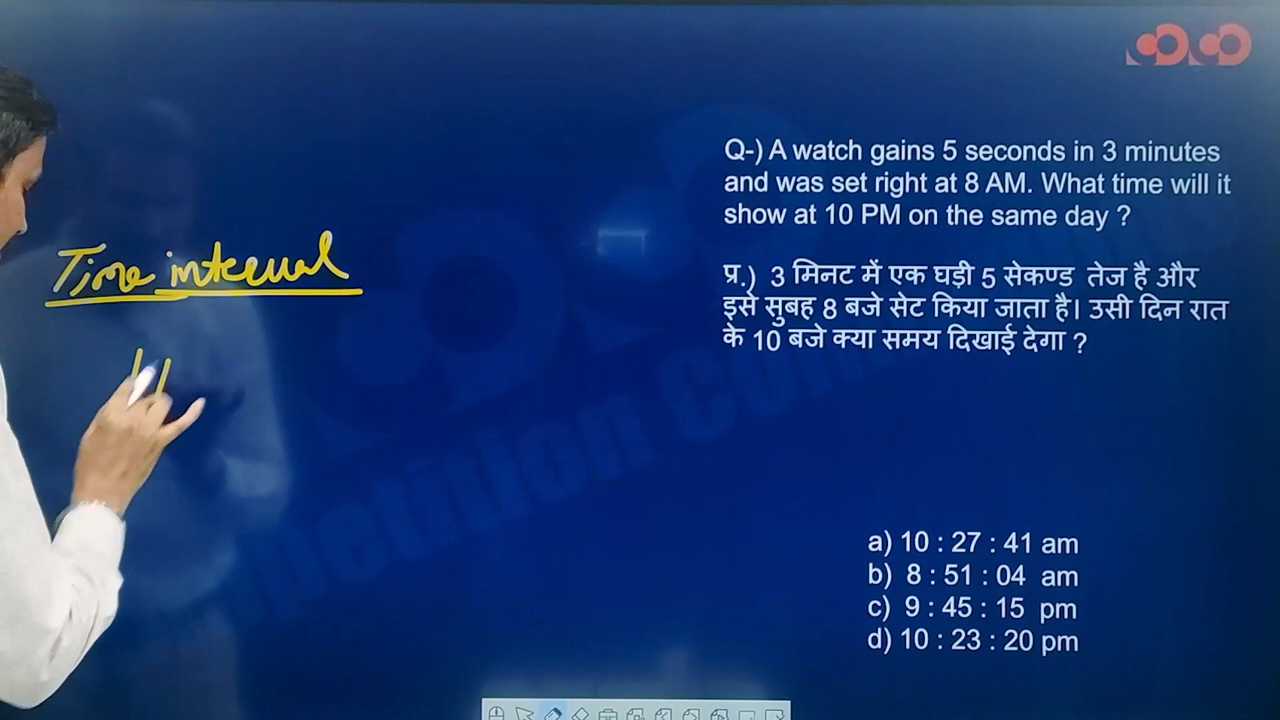 Time interval
Q-) A watch gains 5 seconds in 3 minutes
and was set right at 8 AM. What time will it
show at 10 PM on the same day ?
प्र.) 3 मिनट में एक घड़ी 5 सेकण्ड तेज है और
इसे सुबह 8 बजे सेट किया जाता है। उसी दिन रात
के 10 बजे क्या समय दिखाई देगा ?
a) 10 : 27 : 41 am
b) 8 : 51 : 04 am
c) 9 : 45 : 15 pm
d) 10 : 23 : 20 pm